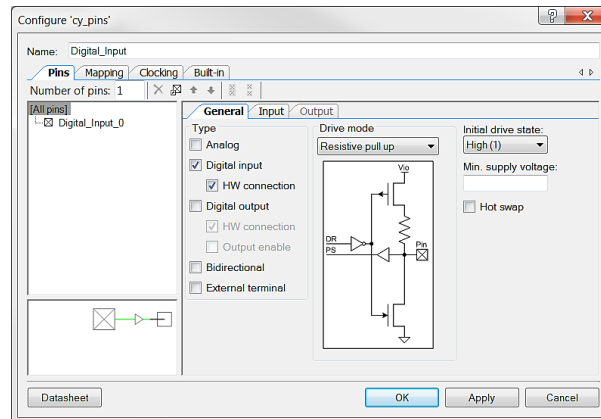 Configure 'cy_pins'
Name: Digital_Input
Pins Mapping Clocking Built-in
Number of pins: 1
[All pins]
Digital_Input_0
General Input Output
Type
Analog
Digital input
HW connection
Digital output
HW connection
Output enable
Bidirectional
External terminal
Drive mode
Resistive pull up
Vio
DR
PS
Pin
Initial drive state:
High (1)
Min. supply voltage:
Hot swap
Datasheet OK Apply Cancel